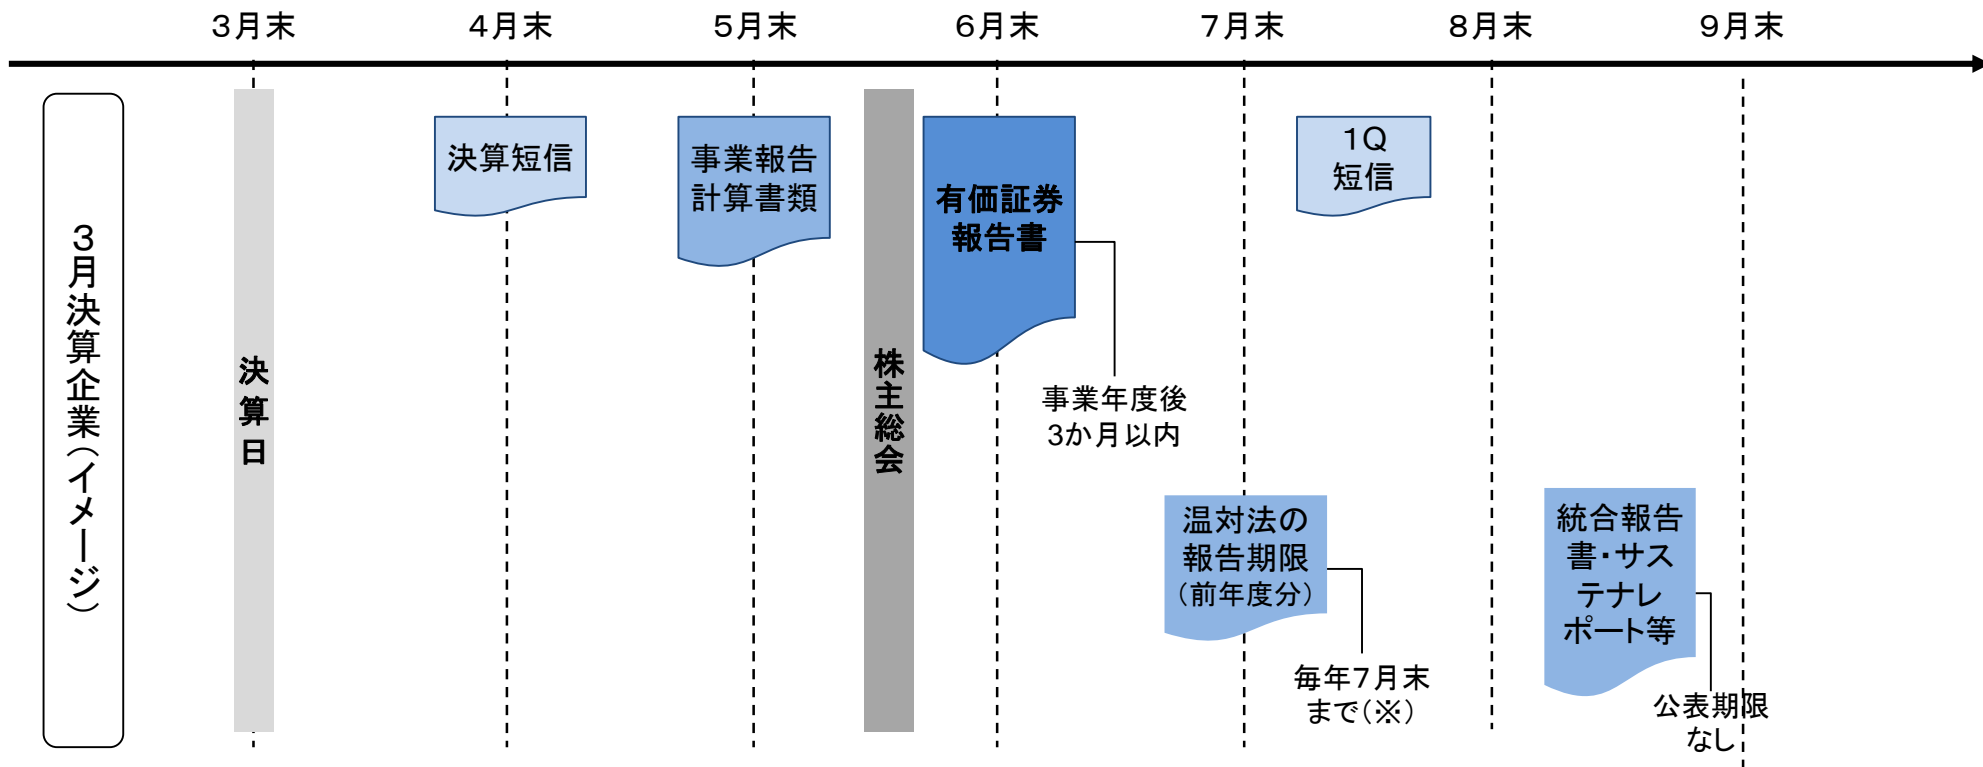 3月末
4月末
5月末
6月末
7月末
8月末
9月末
3月決算企業(イメージ)
決算日
決算短信
事業報告
計算書類
株主総会
有価証券
報告書
事業年度後
3か月以内
温対法の
報告期限
(前年度分)
毎年7月末
まで(※)
1Q
短信
統合報告
書・サス
テナレ
ポート等
公表期限
なし